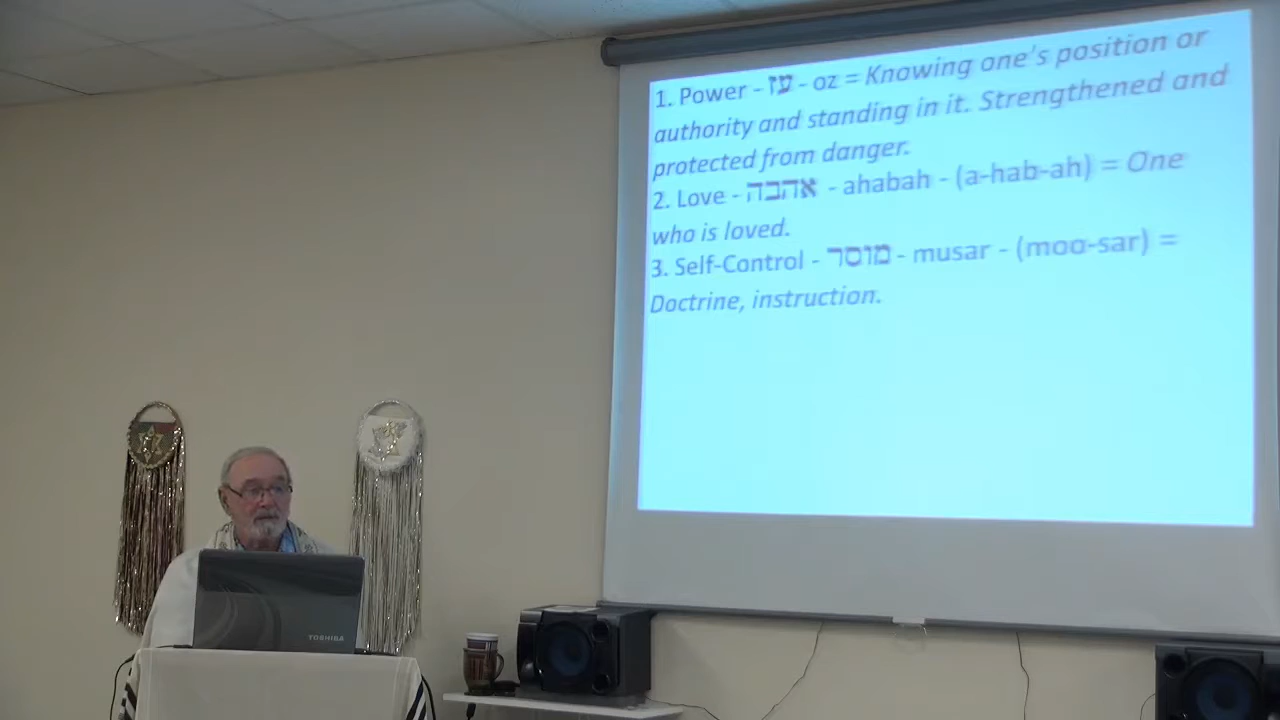 1. Power - עז - oz = Knowing one's position or
authority and standing in it. Strengthened and
protected from danger.
2. Love - אהבה - ahabah - (a-hab-ah) = One
who is loved.
3. Self-Control - מוסר - musar - (moo-sar) =
Doctrine, instruction.
TOSHIBA